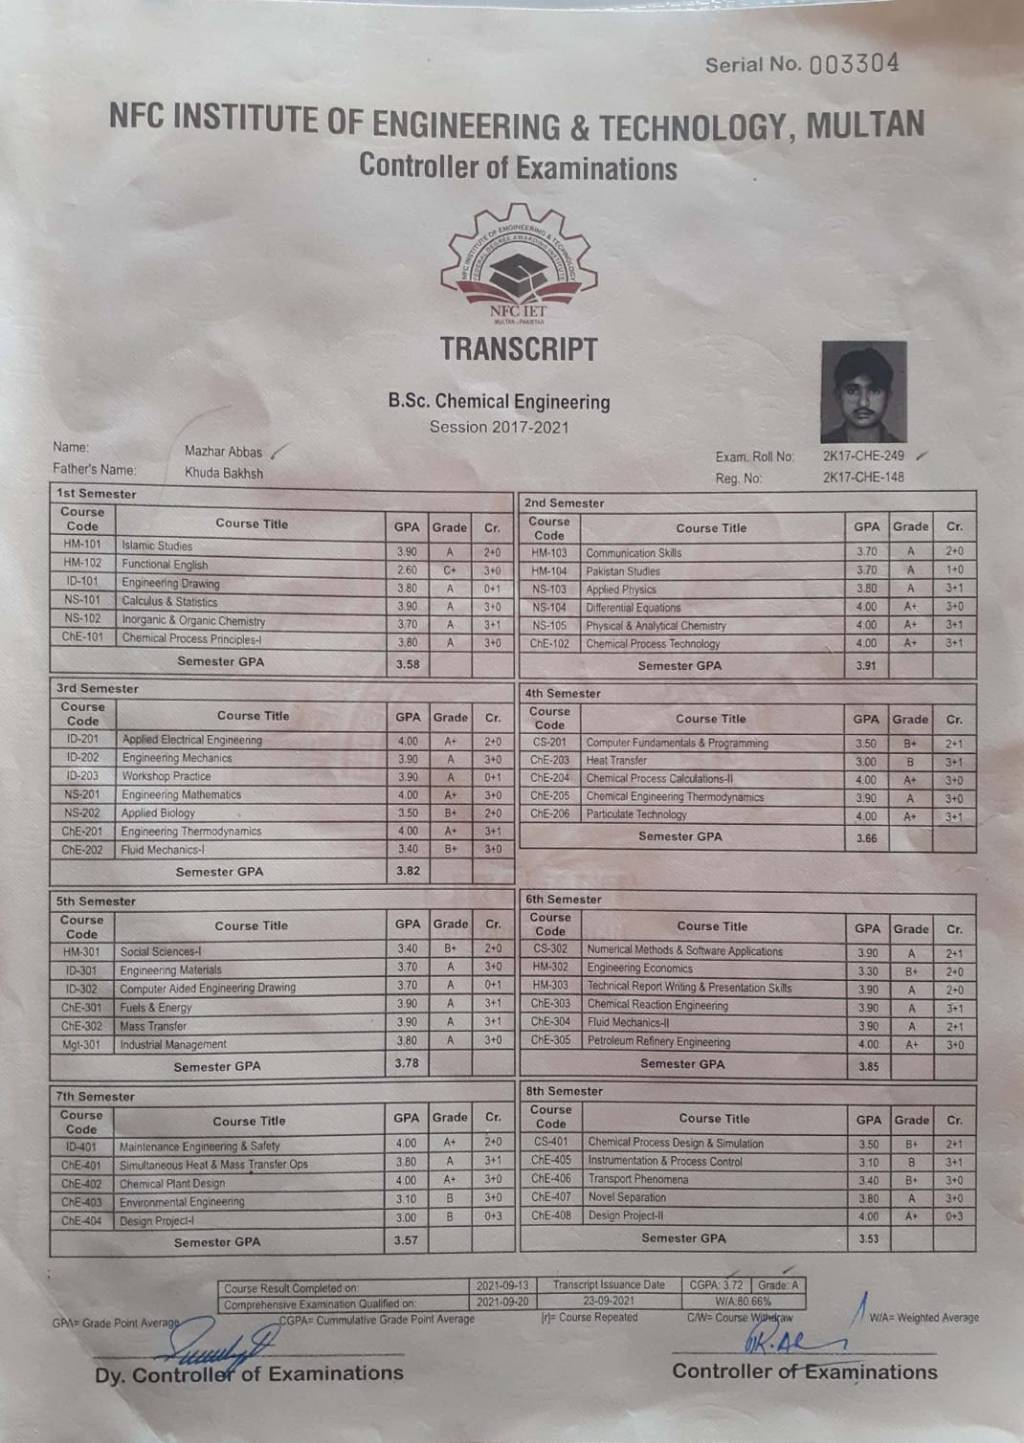 Serial No. 003304
NFC INSTITUTE OF ENGINEERING & TECHNOLOGY, MULTAN
Controller of Examinations
NFC INSTITUTE OF ENGINEERING & TECHNOLOGY
FEDERAL DEGREE AWARDING INSTITUTE
NFC IET
MULTAN - PAKISTAN
TRANSCRIPT
B.Sc. Chemical Engineering
Session 2017-2021
Name: Mazhar Abbas
Father's Name: Khuda Bakhsh
Exam. Roll No: 2K17-CHE-249
Reg. No: 2K17-CHE-148
1st Semester
Course Code Course Title GPA Grade Cr.
HM-101 Islamic Studies 3.90 A 2+0
HM-102 Functional English 2.60 C+ 3+0
ID-101 Engineering Drawing 3.80 A 0+1
NS-101 Calculus & Statistics 3.90 A 3+0
NS-102 Inorganic & Organic Chemistry 3.70 A 3+1
ChE-101 Chemical Process Principles-I 3.80 A 3+0
Semester GPA 3.58
2nd Semester
Course Code Course Title GPA Grade Cr.
HM-103 Communication Skills 3.70 A 2+0
HM-104 Pakistan Studies 3.70 A 1+0
NS-103 Applied Physics 3.80 A 3+1
NS-104 Differential Equations 4.00 A+ 3+0
NS-105 Physical & Analytical Chemistry 4.00 A+ 3+1
ChE-102 Chemical Process Technology 4.00 A+ 3+1
Semester GPA 3.91
3rd Semester
Course Code Course Title GPA Grade Cr.
ID-201 Applied Electrical Engineering 4.00 A+ 2+0
ID-202 Engineering Mechanics 3.90 A 3+0
ID-203 Workshop Practice 3.90 A 0+1
NS-201 Engineering Mathematics 4.00 A+ 3+0
NS-202 Applied Biology 3.50 B+ 2+0
ChE-201 Engineering Thermodynamics 4.00 A+ 3+1
ChE-202 Fluid Mechanics-I 3.40 B+ 3+0
Semester GPA 3.82
4th Semester
Course Code Course Title GPA Grade Cr.
CS-201 Computer Fundamentals & Programming 3.50 B+ 2+1
ChE-203 Heat Transfer 3.00 B 3+1
ChE-204 Chemical Process Calculations-II 4.00 A+ 3+0
ChE-205 Chemical Engineering Thermodynamics 3.90 A 3+0
ChE-206 Particulate Technology 4.00 A+ 3+1
Semester GPA 3.66
5th Semester
Course Code Course Title GPA Grade Cr.
HM-301 Social Sciences-I 3.40 B+ 2+0
ID-301 Engineering Materials 3.70 A 3+0
ID-302 Computer Aided Engineering Drawing 3.70 A 0+1
ChE-301 Fuels & Energy 3.90 A 3+1
ChE-302 Mass Transfer 3.90 A 3+1
Mgt-301 Industrial Management 3.80 A 3+0
Semester GPA 3.78
6th Semester
Course Code Course Title GPA Grade Cr.
CS-302 Numerical Methods & Software Applications 3.90 A 2+1
HM-302 Engineering Economics 3.30 B+ 2+0
HM-303 Technical Report Writing & Presentation Skills 3.90 A 2+0
ChE-303 Chemical Reaction Engineering 3.90 A 3+1
ChE-304 Fluid Mechanics-II 3.90 A 2+1
ChE-305 Petroleum Refinery Engineering 4.00 A+ 3+0
Semester GPA 3.85
7th Semester
Course Code Course Title GPA Grade Cr.
ID-401 Maintenance Engineering & Safety 4.00 A+ 2+0
ChE-401 Simultaneous Heat & Mass Transfer Ops 3.80 A 3+1
ChE-402 Chemical Plant Design 4.00 A+ 3+0
ChE-403 Environmental Engineering 3.10 B 3+0
ChE-404 Design Project-I 3.00 B 0+3
Semester GPA 3.57
8th Semester
Course Code Course Title GPA Grade Cr.
CS-401 Chemical Process Design & Simulation 3.50 B+ 2+1
ChE-405 Instrumentation & Process Control 3.10 B 3+1
ChE-406 Transport Phenomena 3.40 B+ 3+0
ChE-407 Novel Separation 3.80 A 3+0
ChE-408 Design Project-II 4.00 A+ 0+3
Semester GPA 3.53
Course Result Completed on: 2021-09-13 Transcript Issuance Date CGPA: 3.72 Grade: A
Comprehensive Examination Qualified on: 2021-09-20 23-09-2021 W/A:80.66%
GPA= Grade Point Average CGPA= Cummulative Grade Point Average [r]= Course Repeated C/W= Course Withdraw W/A= Weighted Average
Dy. Controller of Examinations
Controller of Examinations